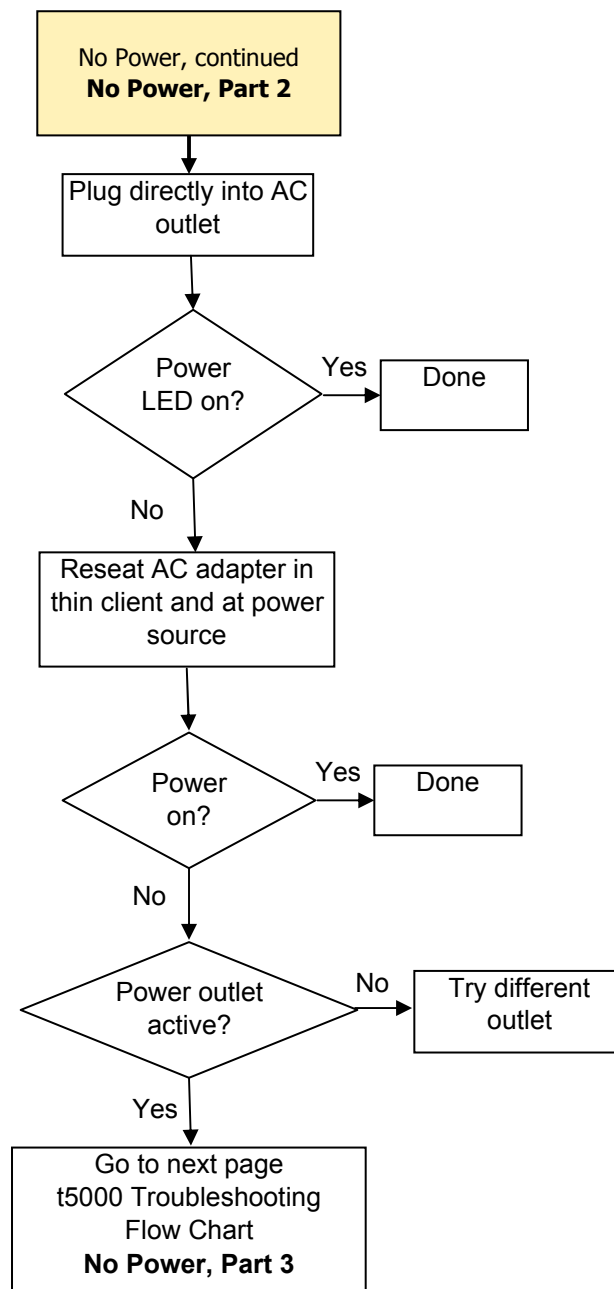 No Power, continued
No Power, Part 2
Plug directly into AC
outlet
Power
LED on?
Yes
Done
No
Reseat AC adapter in
thin client and at power
source
Power
on?
Yes
Done
No
Power outlet
active?
No
Try different
outlet
Yes
Go to next page
t5000 Troubleshooting
Flow Chart
No Power, Part 3